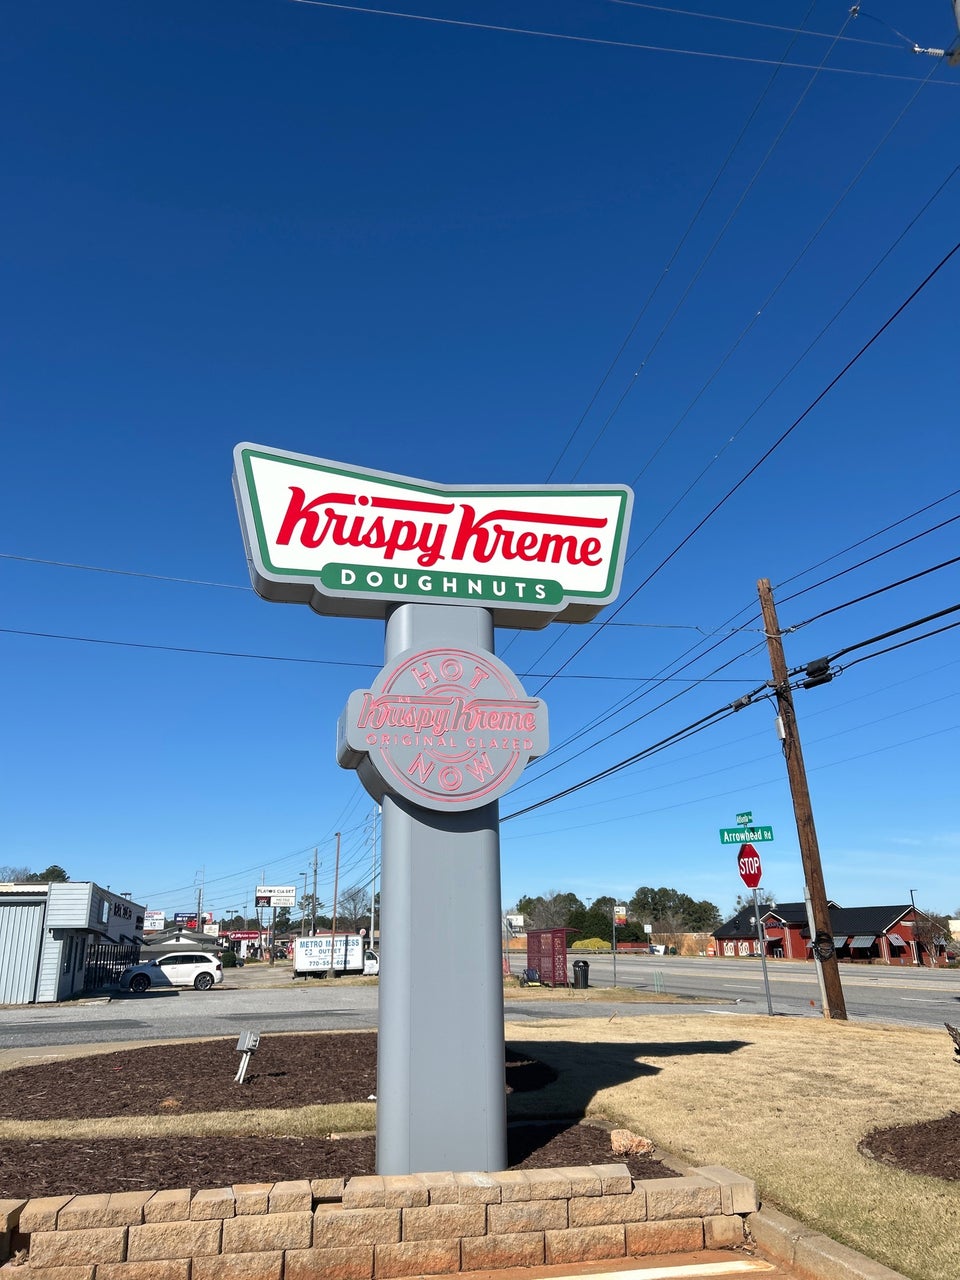 Krispy Kreme
DOUGHNUTS
HOT
Krispy Kreme
ORIGINAL GLAZED
NOW
Arrowhead Rd
STOP
METRO MATTRESS
OUTLET